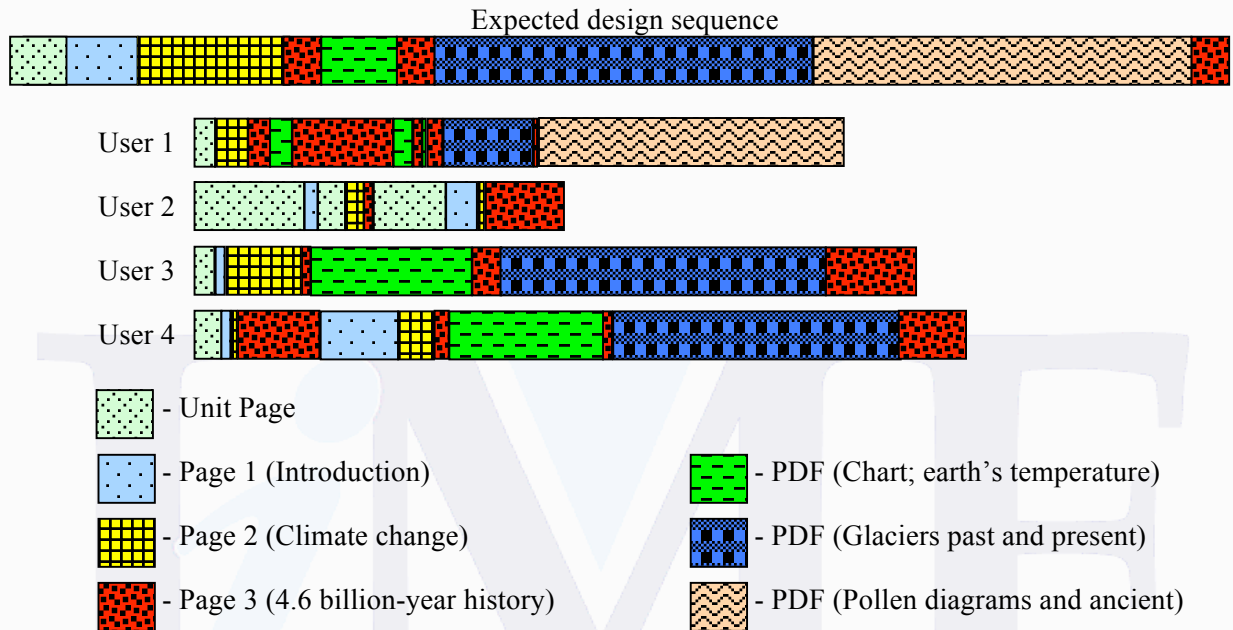 Expected design sequence
User 1
User 2
User 3
User 4
- Unit Page
- Page 1 (Introduction)
- PDF (Chart; earth’s temperature)
- Page 2 (Climate change)
- PDF (Glaciers past and present)
- Page 3 (4.6 billion-year history)
- PDF (Pollen diagrams and ancient)